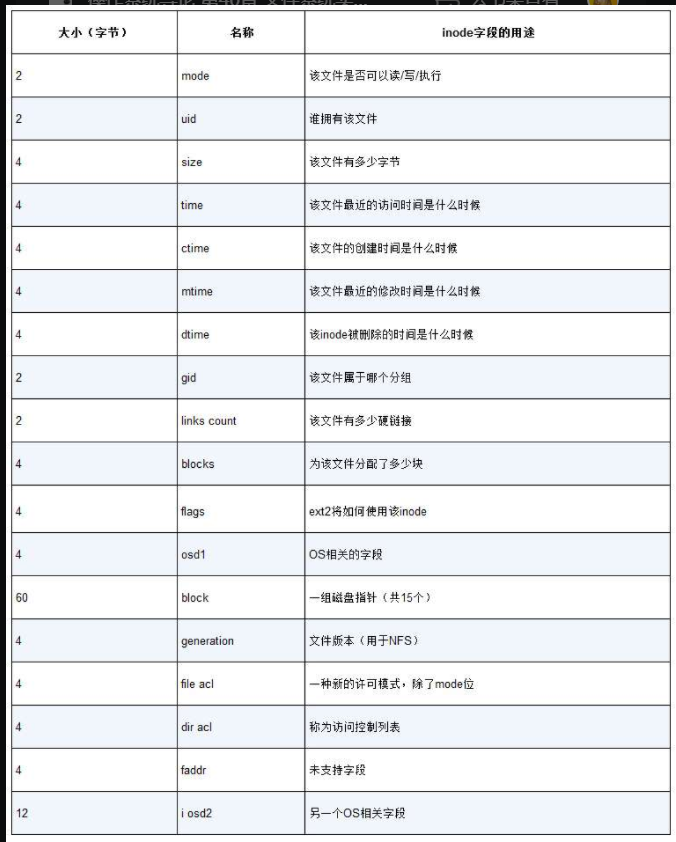 大小（字节） 名称 inode字段的用途
2 mode 该文件是否可以读/写/执行
2 uid 谁拥有该文件
4 size 该文件有多少字节
4 time 该文件最近的访问时间是什么时候
4 ctime 该文件的创建时间是什么时候
4 mtime 该文件最近的修改时间是什么时候
4 dtime 该inode被删除的时间是什么时候
2 gid 该文件属于哪个分组
2 links count 该文件有多少硬链接
4 blocks 为该文件分配了多少块
4 flags ext2将如何使用该inode
4 osd1 OS相关的字段
60 block 一组磁盘指针（共15个）
4 generation 文件版本（用于NFS）
4 file acl 一种新的许可模式，除了mode位
4 dir acl 称为访问控制列表
4 faddr 未支持字段
12 i osd2 另一个OS相关字段